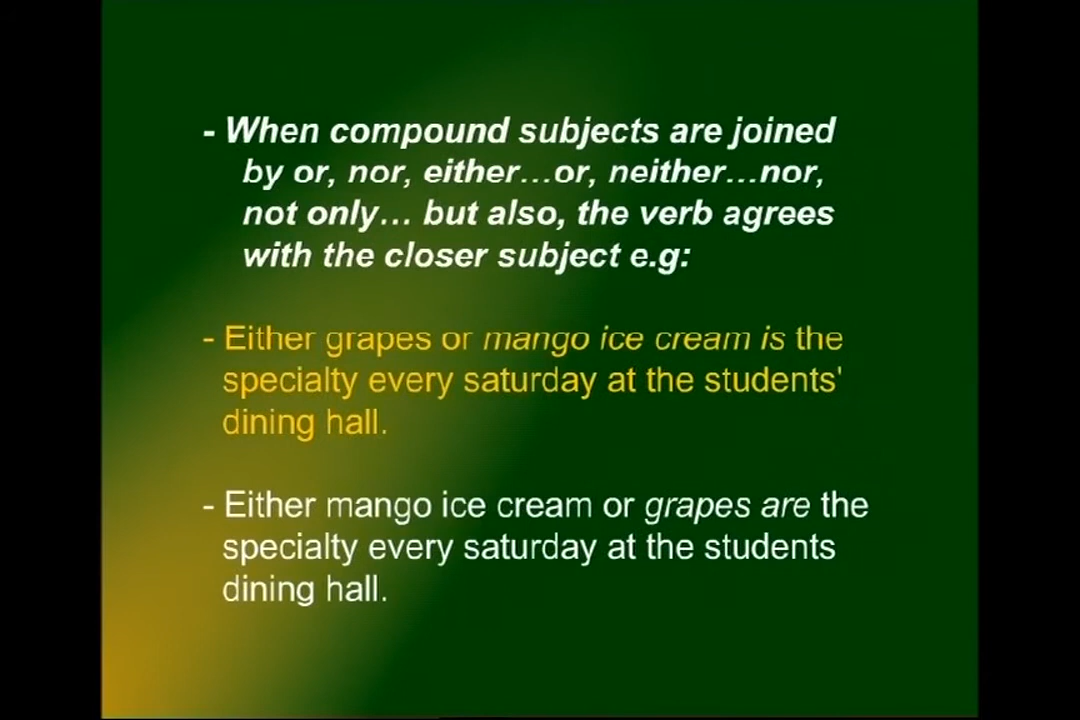 - When compound subjects are joined
by or, nor, either...or, neither...nor,
not only... but also, the verb agrees
with the closer subject e.g:
- Either grapes or mango ice cream is the
specialty every saturday at the students'
dining hall.
- Either mango ice cream or grapes are the
specialty every saturday at the students
dining hall.